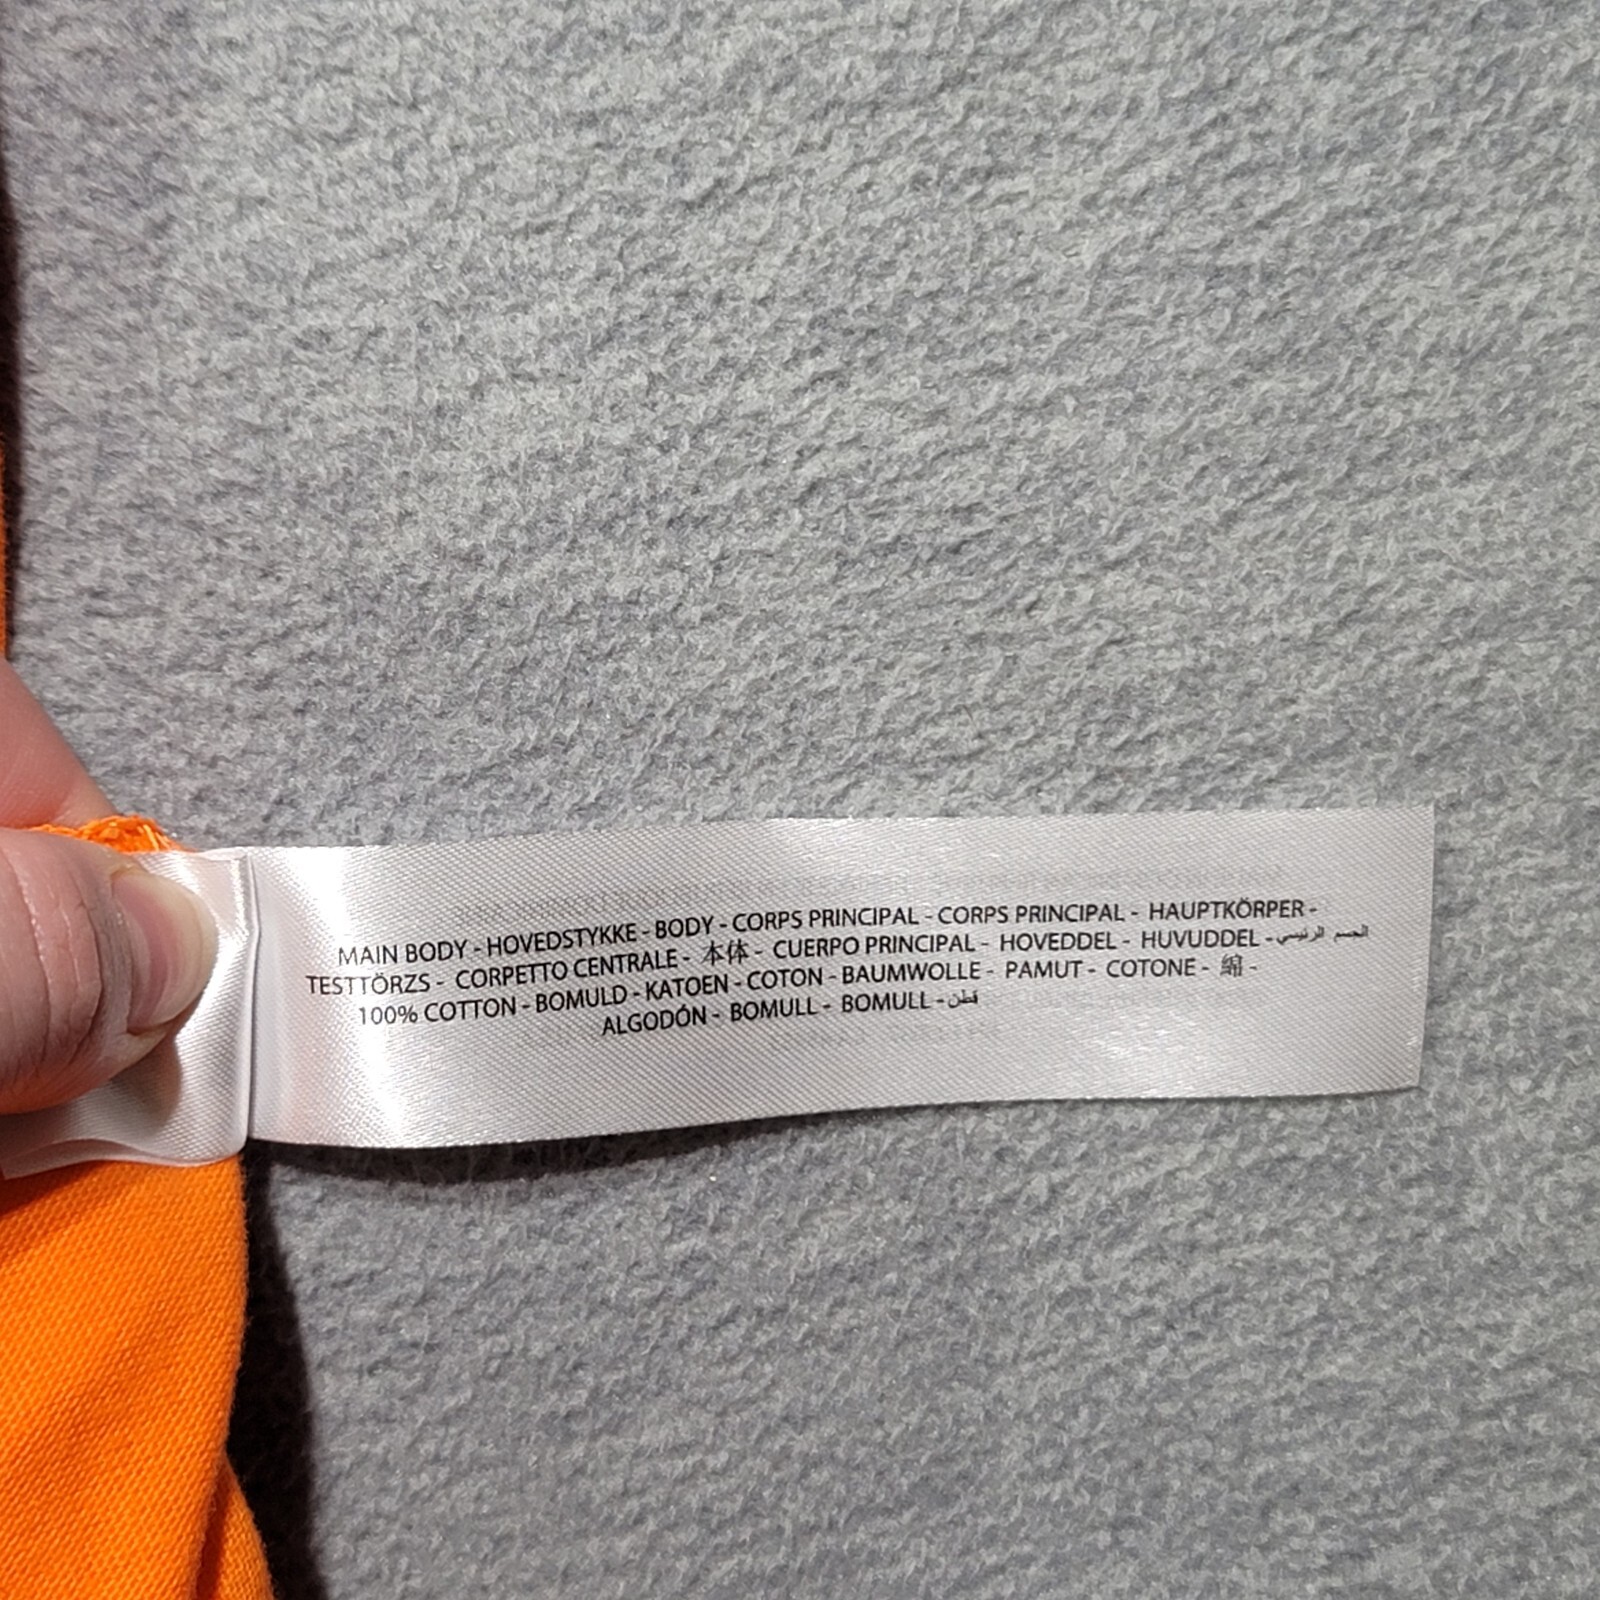 MAIN BODY - HOVEDSTYKKE - BODY - CORPS PRINCIPAL - CORPS PRINCIPAL - HAUPTKÖRPER -
TESTTÖRZS - CORPETTO CENTRALE - 本体 - CUERPO PRINCIPAL - HOVEDDEL - HUVUDDEL - الجسم الرئيسي
100% COTTON - BOMULD - KATOEN - COTON - BAUMWOLLE - PAMUT - COTONE - 綿 -
ALGODÓN - BOMULL - BOMULL - قطن